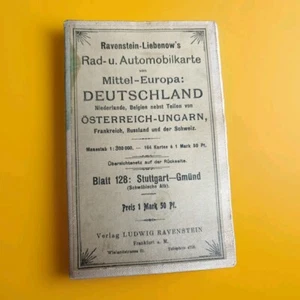 Ravenstein-Liebenow's
Rad- u. Automobilkarte
von
Mittel-Europa:
DEUTSCHLAND
Niederlande, Belgien nebst Teilen von
ÖSTERREICH-UNGARN,
Frankreich, Russland und der Schweiz.
Massstab 1:300 000. — 164 Karten à 1 Mark 50 Pf.
Übersichtsnetz auf der Rückseite.
Blatt 128: Stuttgart—Gmünd
(Schwäbische Alb).
Preis 1 Mark 50 Pf.
Verlag LUDWIG RAVENSTEIN
Frankfurt a. M.